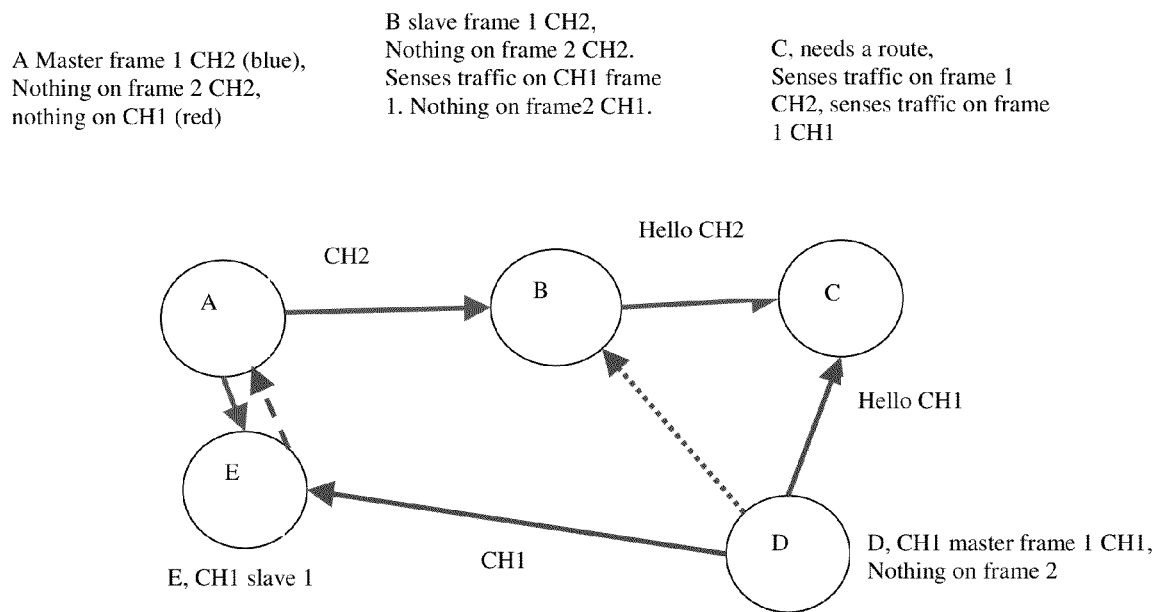 A Master frame 1 CH2 (blue),
Nothing on frame 2 CH2,
nothing on CH1 (red)
B slave frame 1 CH2,
Nothing on frame 2 CH2.
Senses traffic on CH1 frame
1. Nothing on frame2 CH1.
C, needs a route,
Senses traffic on frame 1
CH2, senses traffic on frame
1 CH1
Hello CH2
CH2
A
B
C
Hello CH1
E
D
CH1
D, CH1 master frame 1 CH1,
Nothing on frame 2
E, CH1 slave 1